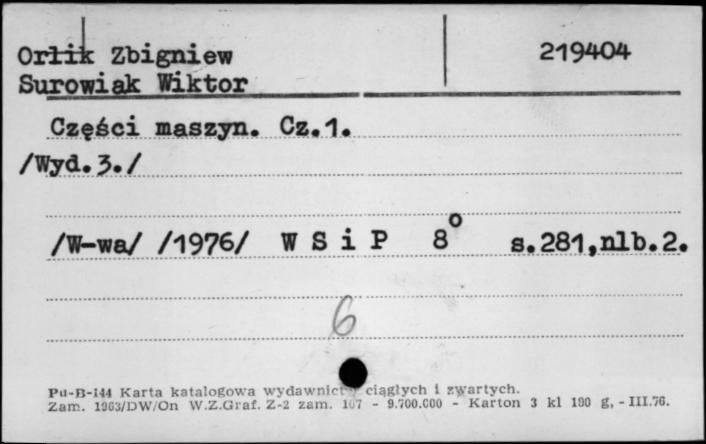 Orlik Zbigniew 219404
Surowiak Wiktor
Części maszyn. Cz.1.
/Wyd.3./
/W-wa/ /1976/ W S i P 8° s.281,nlb.2.
6
Pu-B-144 Karta katalogowa wydawnictw ciągłych i zwartych.
Zam. 1963/DW/On W.Z.Graf. Z-2 zam. 107 - 9.700.000 - Karton 3 kl 190 g, - III.76.